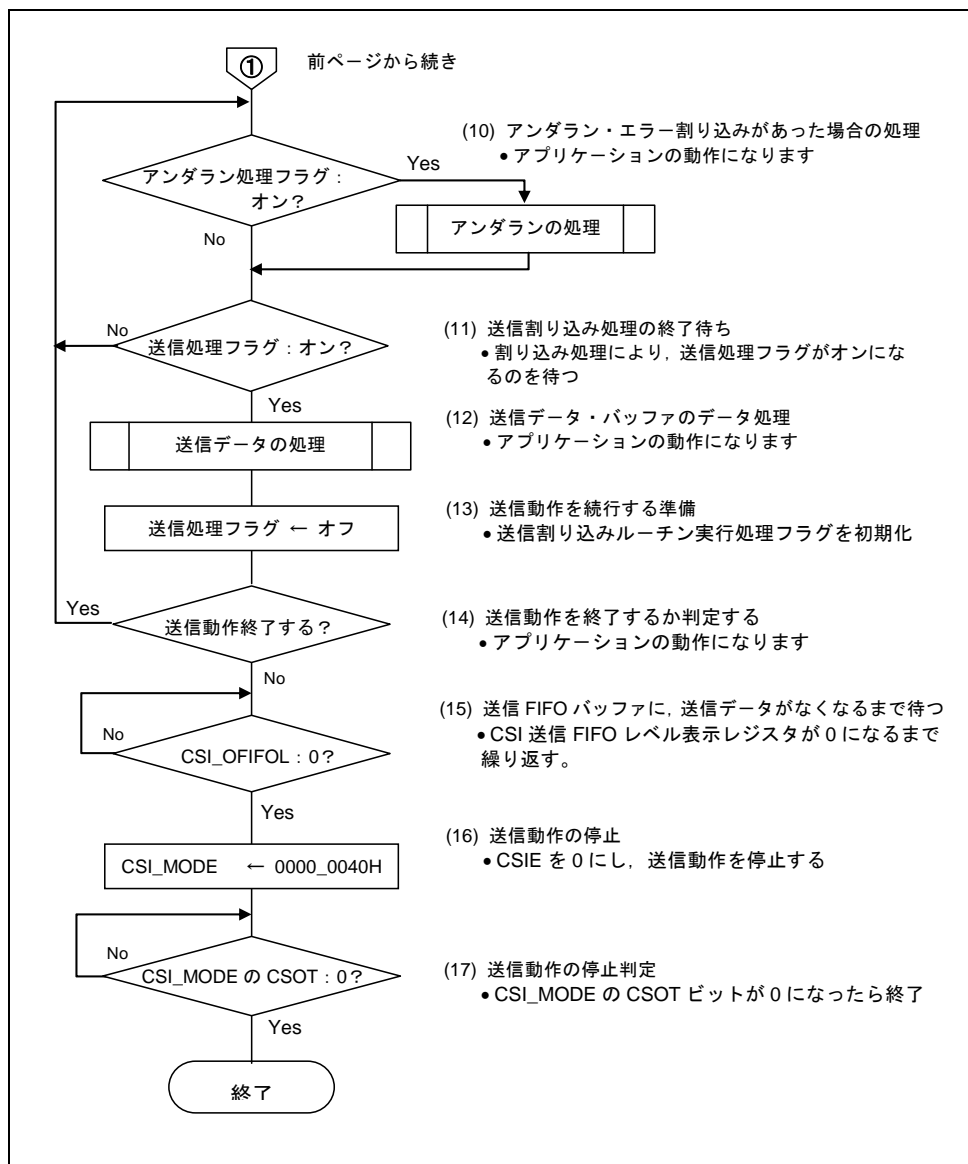 ① 前ページから続き
(10) アンダラン・エラー割り込みがあった場合の処理
• アプリケーションの動作になります
Yes
アンダラン処理フラグ：
オン？
アンダランの処理
No
(11) 送信割り込み処理の終了待ち
• 割り込み処理により, 送信処理フラグがオンにな
るのを待つ
No
送信処理フラグ：オン？
Yes
(12) 送信データ・バッファのデータ処理
• アプリケーションの動作になります
送信データの処理
(13) 送信動作を続行する準備
• 送信割り込みルーチン実行処理フラグを初期化
送信処理フラグ ← オフ
Yes
(14) 送信動作を終了するか判定する
• アプリケーションの動作になります
送信動作終了する？
No
(15) 送信 FIFO バッファに, 送信データがなくなるまで待つ
• CSI 送信 FIFO レベル表示レジスタが 0 になるまで
繰り返す。
No
CSI_OFIFOL：0？
Yes
(16) 送信動作の停止
• CSIE を 0 にし, 送信動作を停止する
CSI_MODE ← 0000_0040H
No
(17) 送信動作の停止判定
• CSI_MODE の CSOT ビットが 0 になったら終了
CSI_MODE の CSOT：0？
Yes
終了